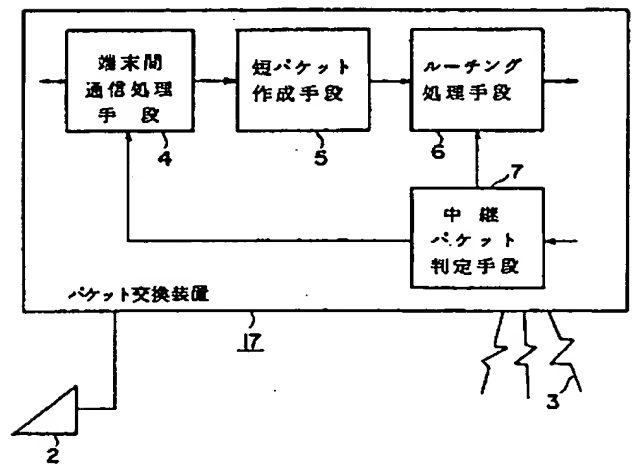 端末間
通信処理
手段
4
短パケット
作成手段
5
ルーチング
処理手段
6
7
中継
パケット
判定手段
パケット交換装置
17
3
2